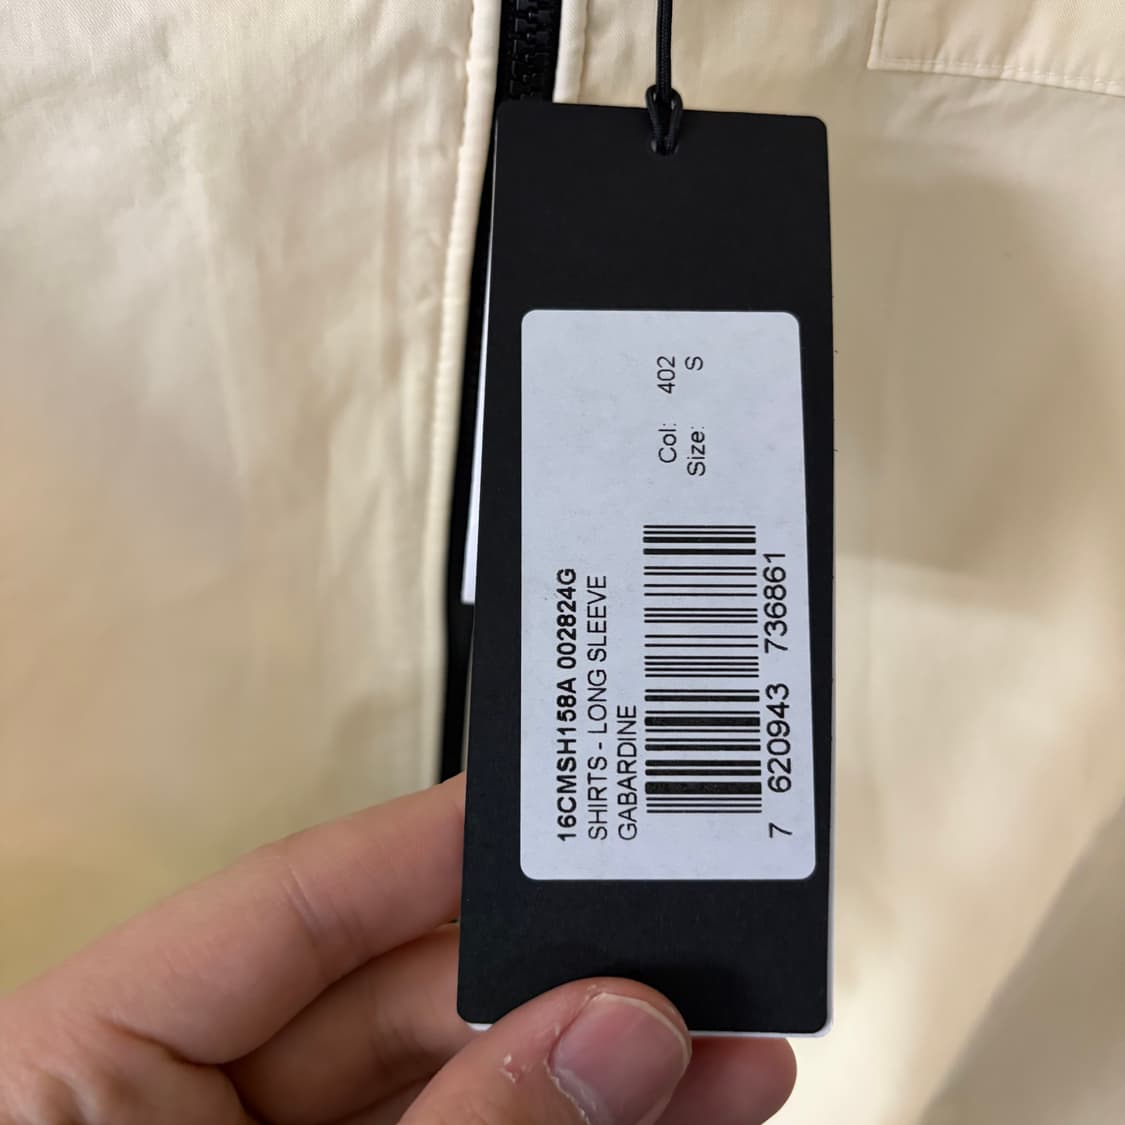 16CMSH158A 002824G
SHIRTS - LONG SLEEVE
GABARDINE
Col: 402
Size: S
7 620943 736861